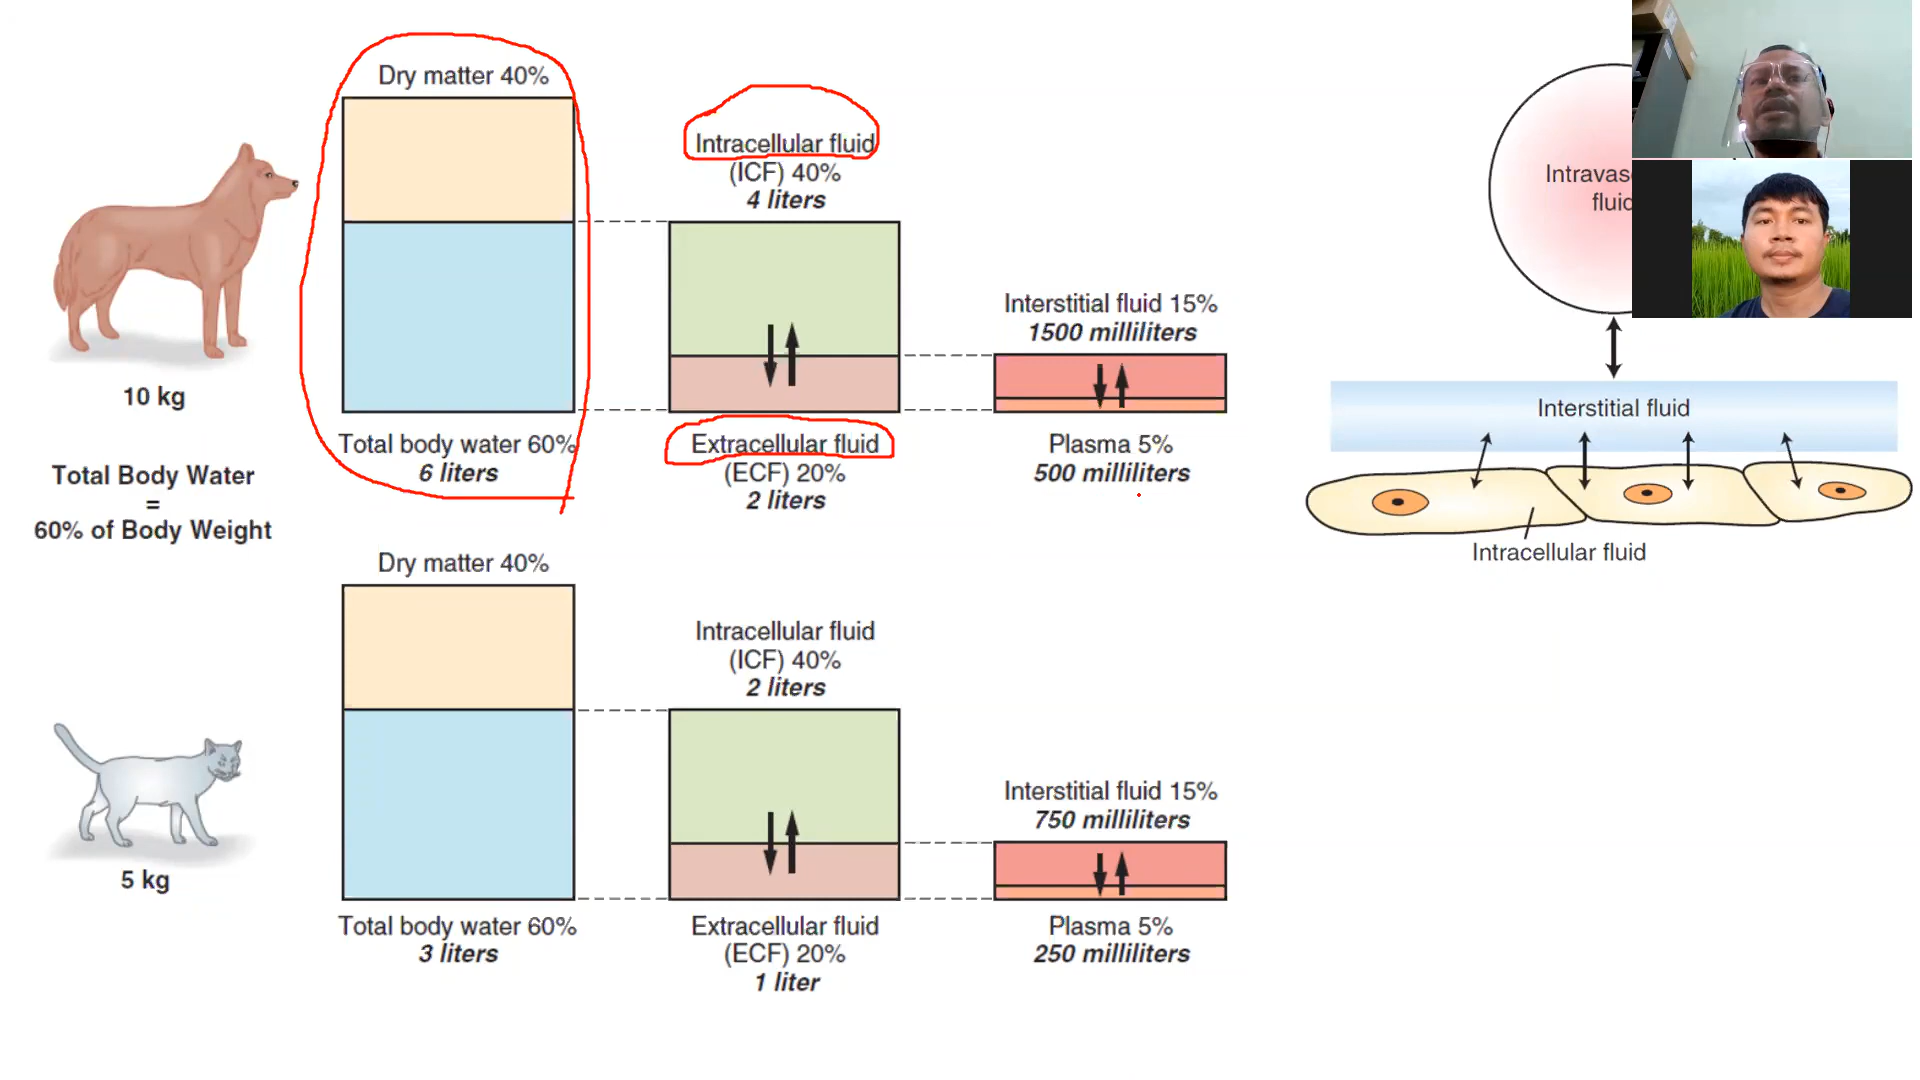 Dry matter 40%
Intracellular fluid
(ICF) 40%
4 liters
Interstitial fluid 15%
1500 milliliters
10 kg
Total body water 60%
6 liters
Extracellular fluid
(ECF) 20%
2 liters
Plasma 5%
500 milliliters
Total Body Water
=
60% of Body Weight
Dry matter 40%
Intracellular fluid
(ICF) 40%
2 liters
Interstitial fluid 15%
750 milliliters
5 kg
Total body water 60%
3 liters
Extracellular fluid
(ECF) 20%
1 liter
Plasma 5%
250 milliliters
Interstitial fluid
Intracellular fluid